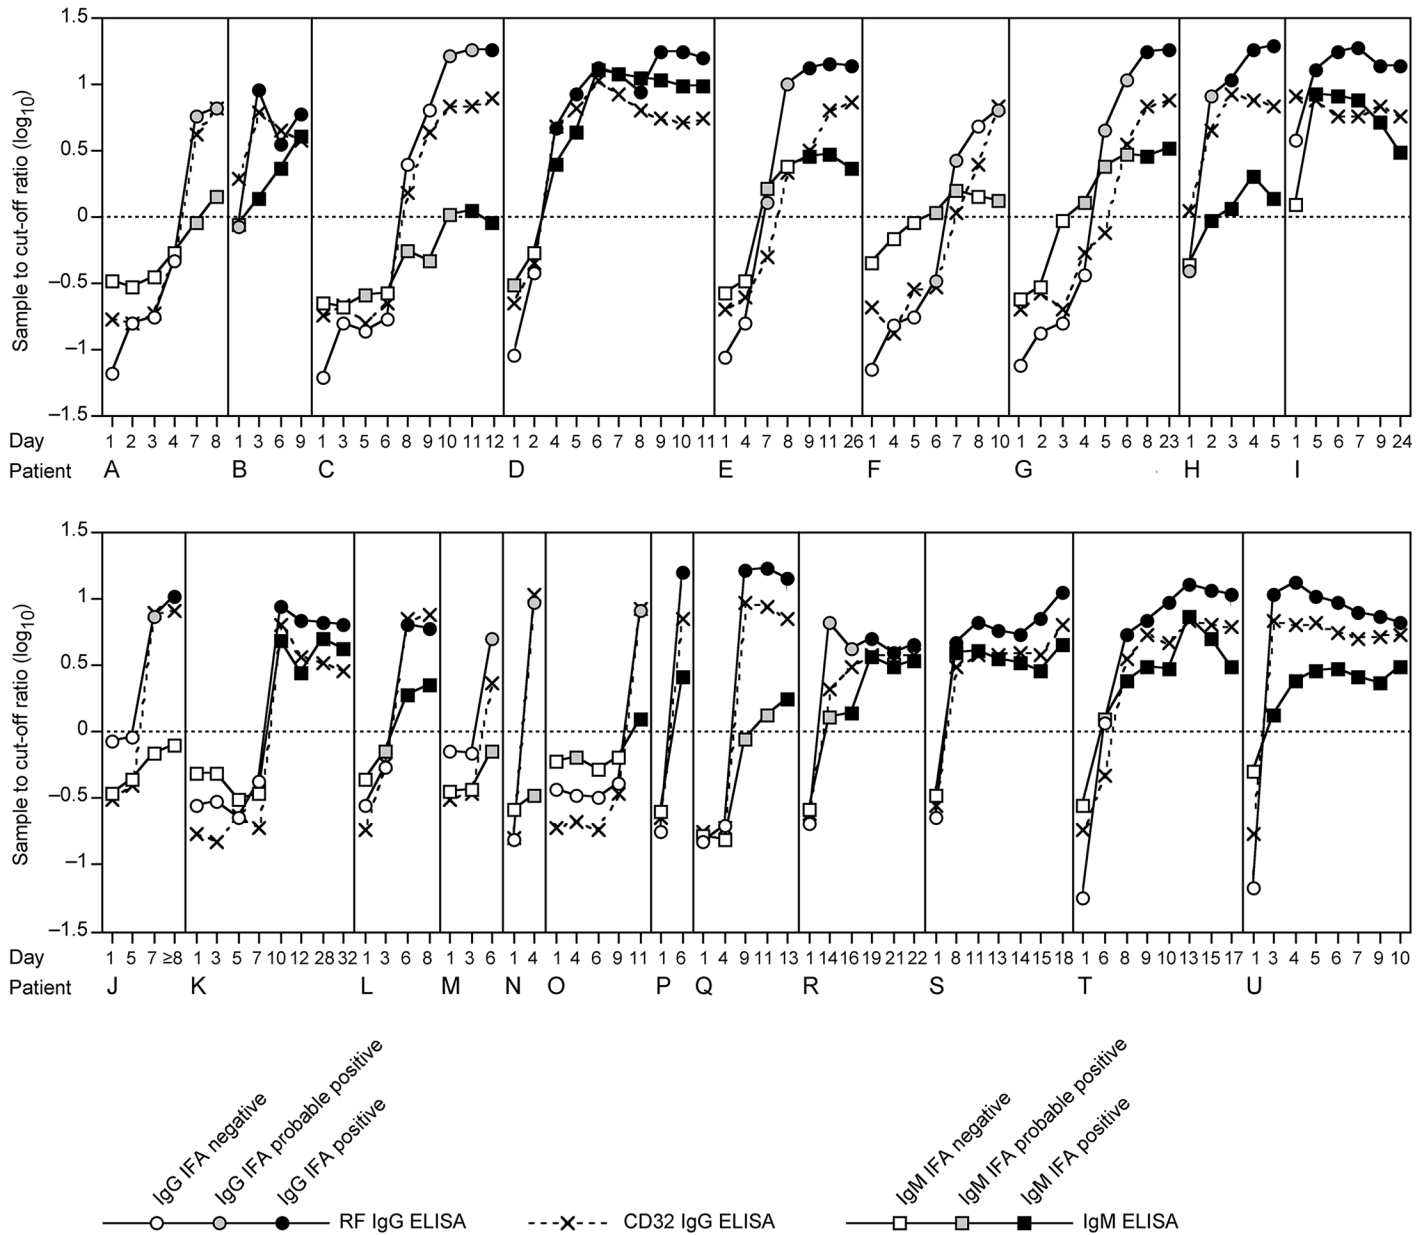 1.5
1
0.5
0
–0.5
–1
–1.5
Sample to cut-off ratio (log10)
Day 1 2 3 4 7 8 1 3 6 9 1 3 5 6 8 9 10 11 12 1 2 4 5 6 7 8 9 10 11 1 4 7 8 9 11 26 1 4 5 6 7 8 10 1 2 3 4 5 6 8 23 1 2 3 4 5 1 5 6 7 9 24
Patient A B C D E F G H I
1.5
1
0.5
0
–0.5
–1
–1.5
Sample to cut-off ratio (log10)
Day 1 5 7 ≥8 1 3 5 7 10 12 28 32 1 3 6 8 1 3 6 1 4 1 4 6 9 11 1 6 1 4 9 11 13 1 14 16 19 21 22 1 8 11 13 14 15 18 1 6 8 9 10 13 15 17 1 3 4 5 6 7 9 10
Patient J K L M N O P Q R S T U
IgG IFA negative
IgG IFA probable positive
IgG IFA positive
IgM IFA negative
IgM IFA probable positive
IgM IFA positive
RF IgG ELISA CD32 IgG ELISA IgM ELISA